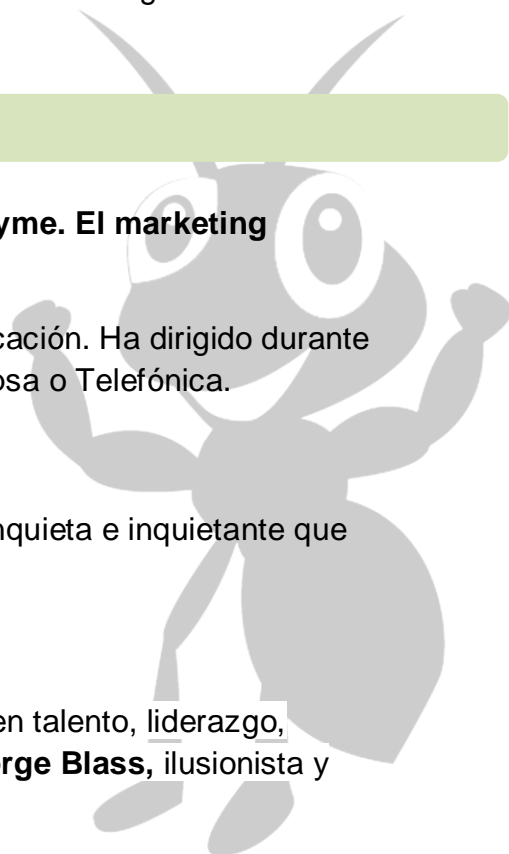 yme. El marketing
cación. Ha dirigido durante
osa o Telefónica.
nquieta e inquietante que
en talento, liderazgo,
rge Blass, ilusionista y